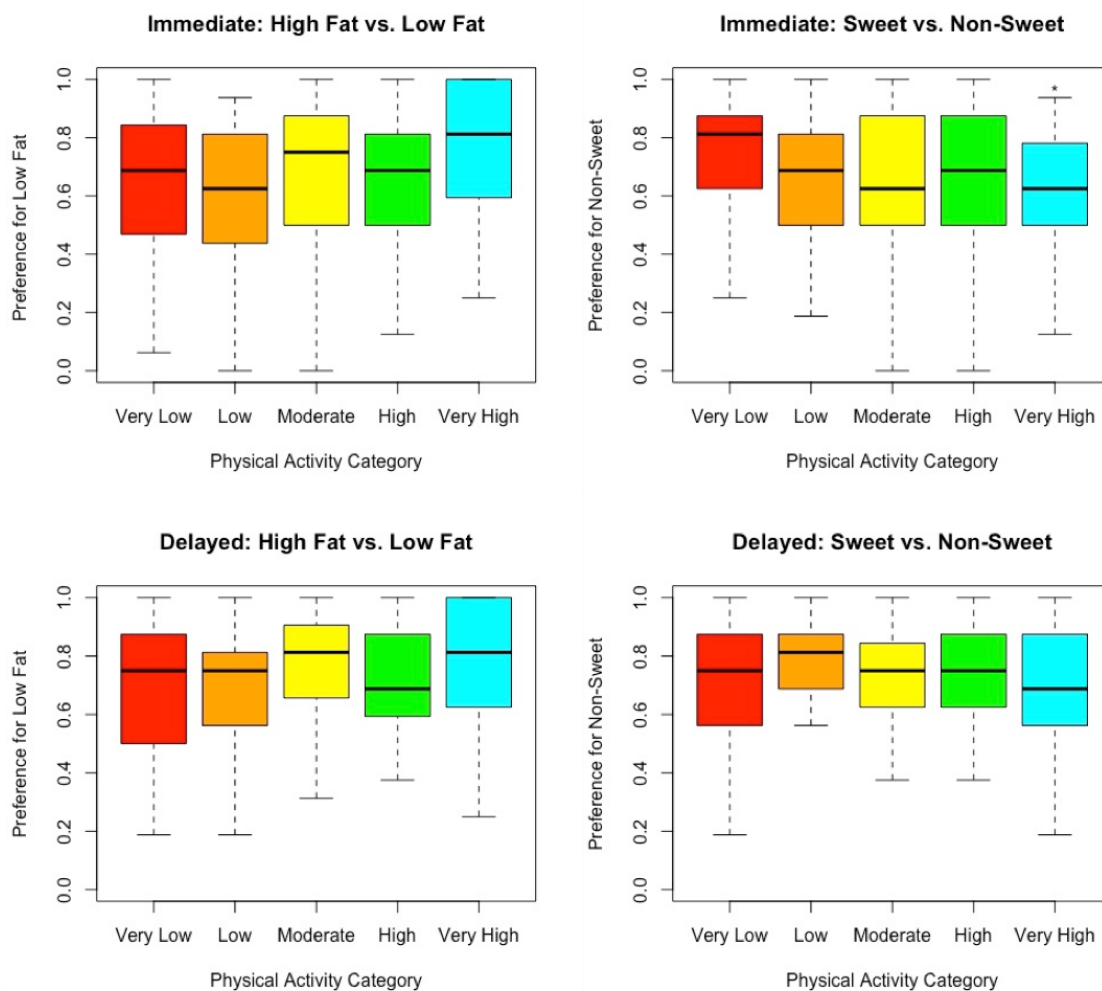 Immediate: High Fat vs. Low Fat
Preference for Low Fat
1.0
0.8
0.6
0.4
0.2
0.0
Very Low Low Moderate High Very High
Physical Activity Category
Immediate: Sweet vs. Non-Sweet
Preference for Non-Sweet
1.0
0.8
0.6
0.4
0.2
0.0
*
Very Low Low Moderate High Very High
Physical Activity Category
Delayed: High Fat vs. Low Fat
Preference for Low Fat
1.0
0.8
0.6
0.4
0.2
0.0
Very Low Low Moderate High Very High
Physical Activity Category
Delayed: Sweet vs. Non-Sweet
Preference for Non-Sweet
1.0
0.8
0.6
0.4
0.2
0.0
Very Low Low Moderate High Very High
Physical Activity Category